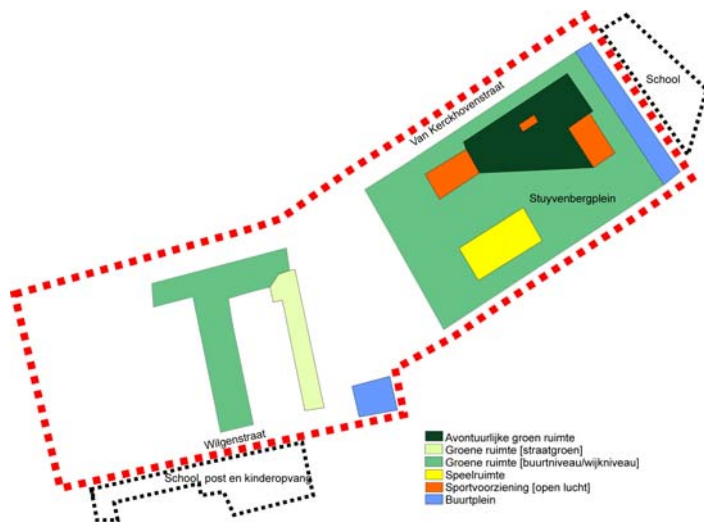 School
Van Kerckhovenstraat
Stuyvenbergplein
Wilgenstraat
School, post en kinderopvang
Avontuurlijke groen ruimte
Groene ruimte [straatgroen]
Groene ruimte [buurtniveau/wijkniveau]
Speelruimte
Sportvoorziening [open lucht]
Buurtplein